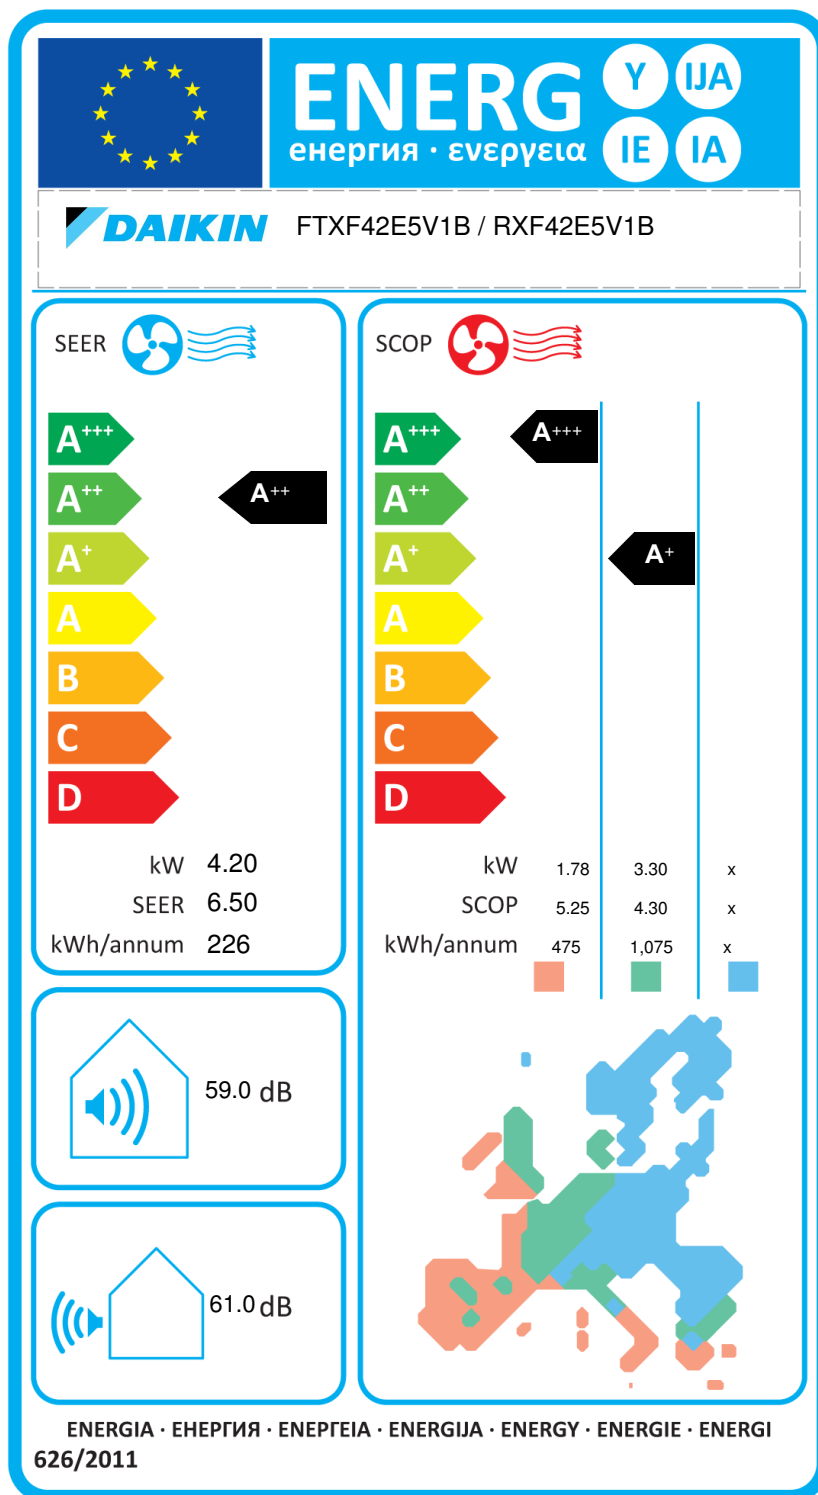 ENERG
енергия · ενεργεια
Y IJA
IE IA
DAIKIN FTXF42E5V1B / RXF42E5V1B
SEER
A+++
A++
A+
A
B
C
D
A++
kW 4.20
SEER 6.50
kWh/annum 226
SCOP
A+++
A++
A+
A
B
C
D
A+++
A+
kW 1.78 3.30 x
SCOP 5.25 4.30 x
kWh/annum 475 1,075 x
59.0 dB
61.0 dB
ENERGIA · ЕНЕРГИЯ · ΕΝΕΡΓΕΙΑ · ENERGIJA · ENERGY · ENERGIE · ENERGI
626/2011